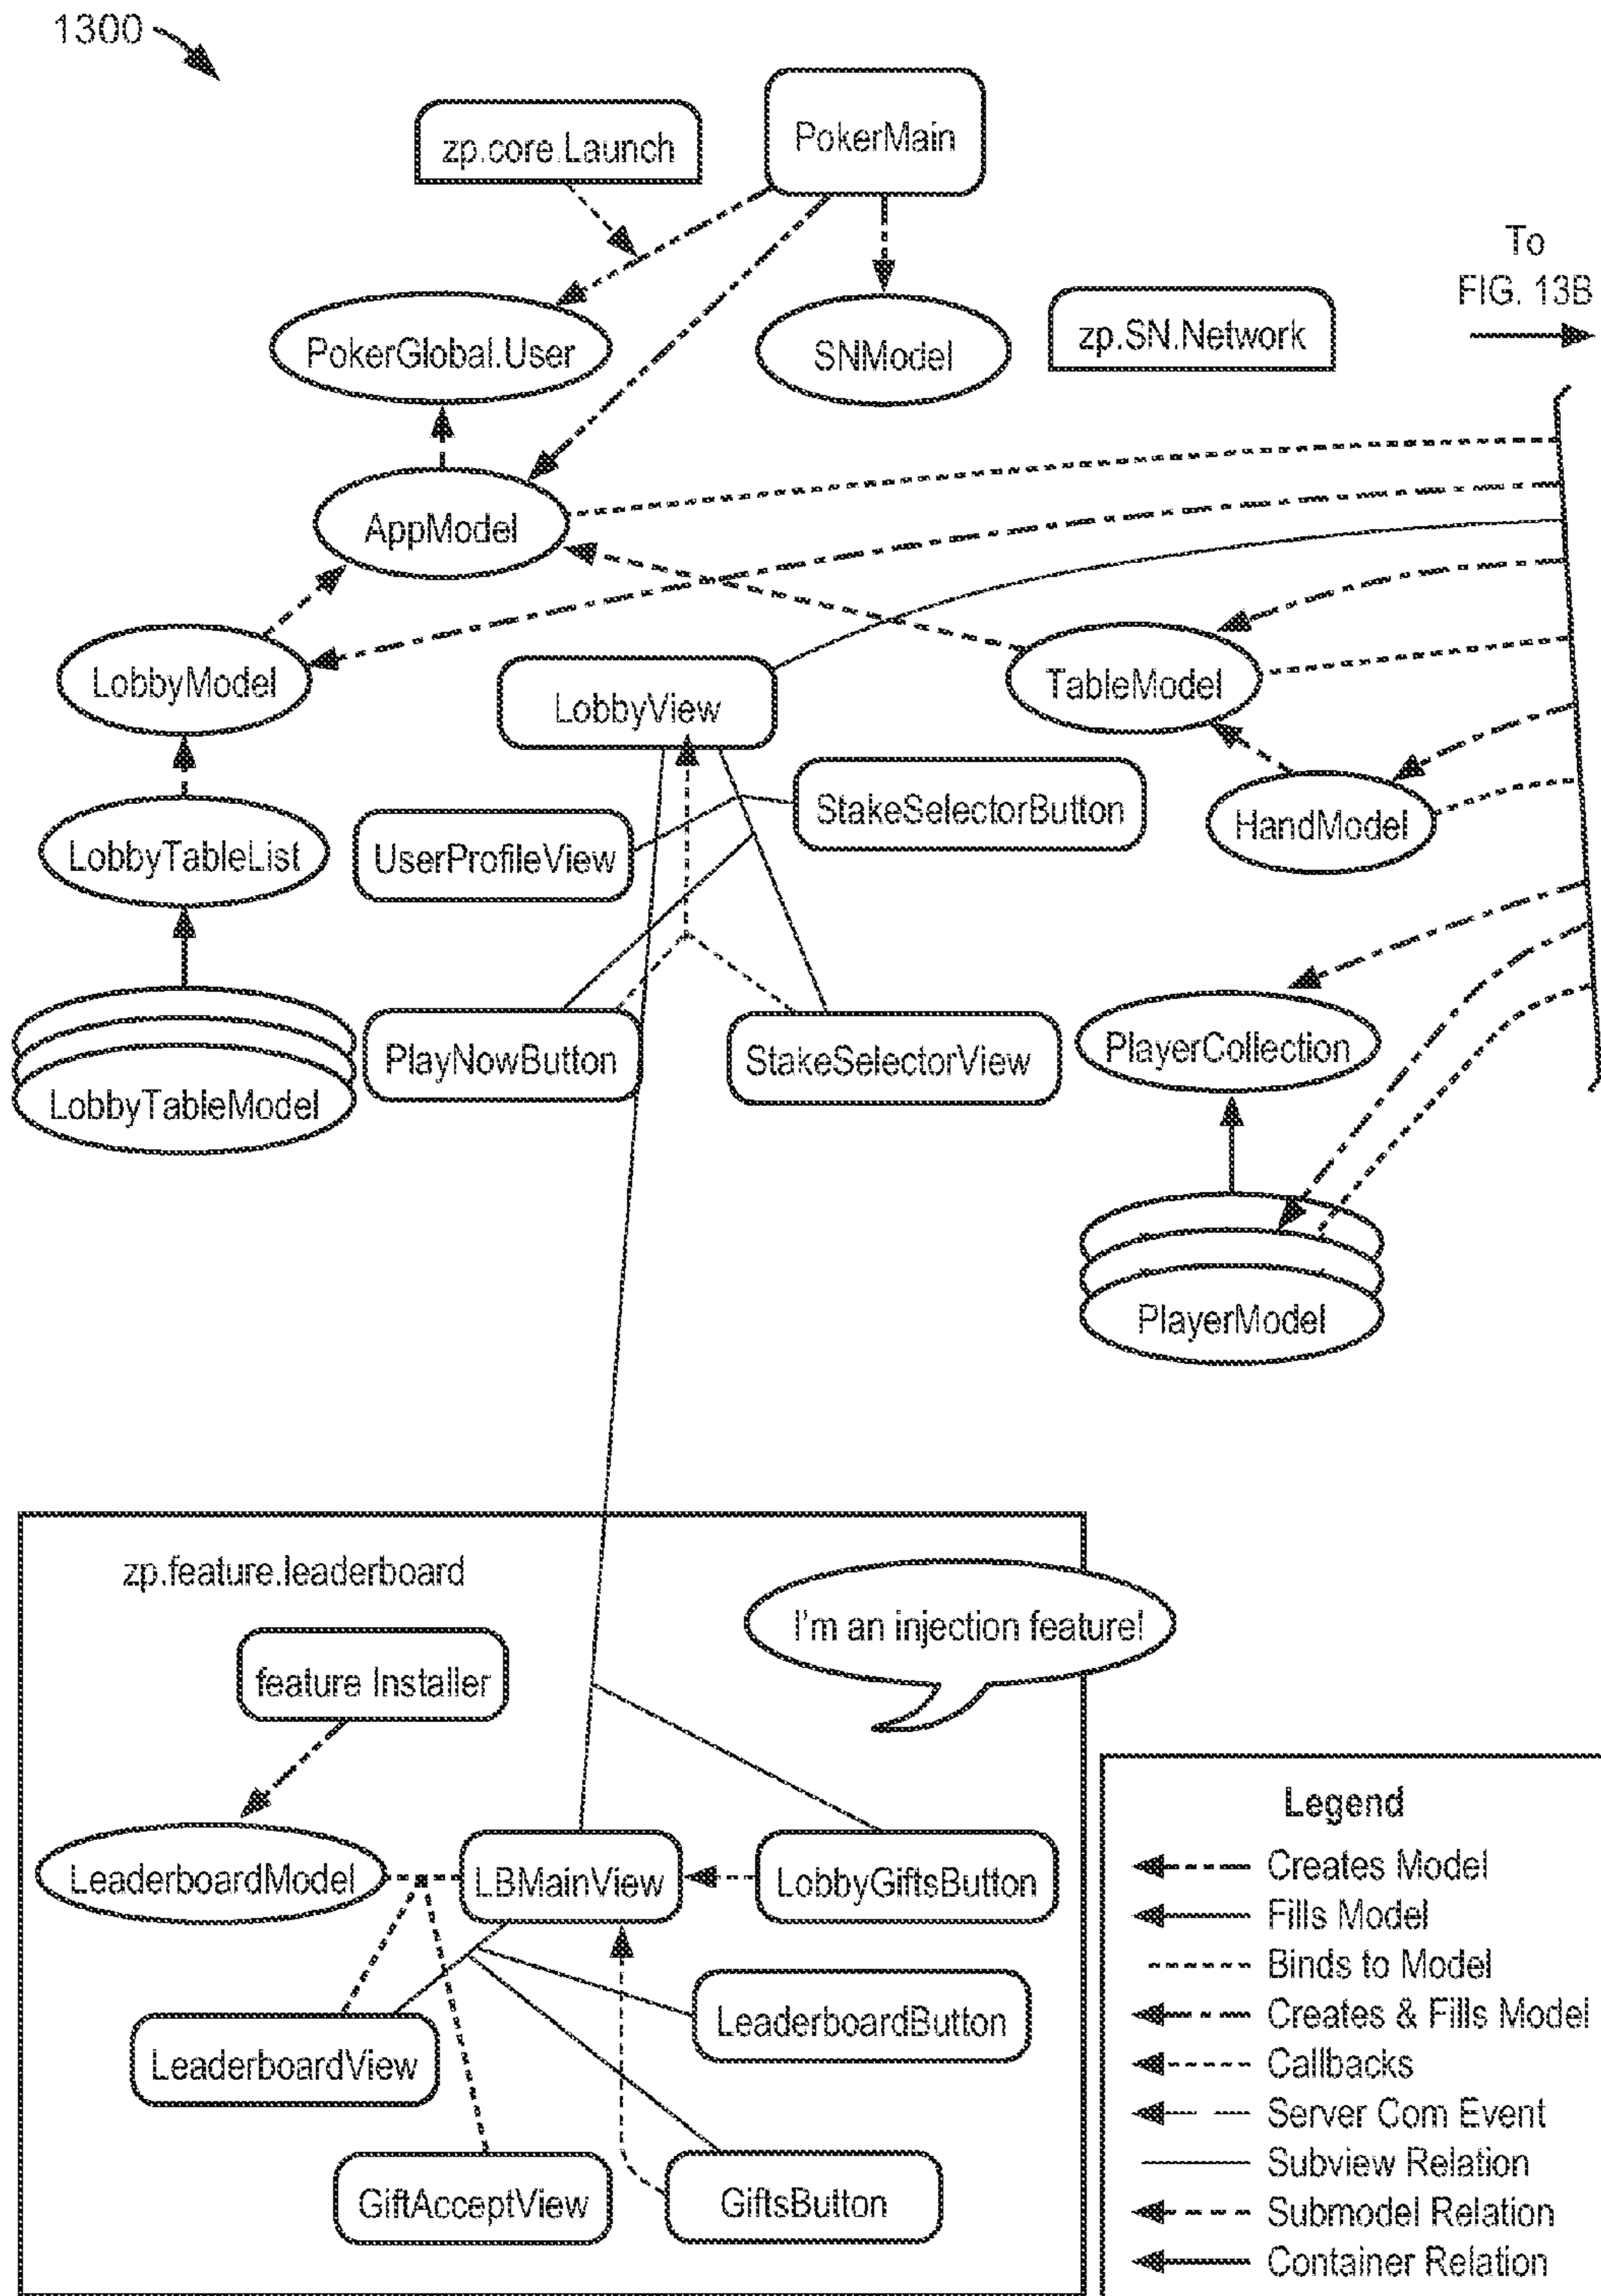 1300
zp.core.Launch
PokerMain
To
FIG. 13B
PokerGlobal.User
SNModel
zp.SN.Network
AppModel
LobbyModel
LobbyView
TableModel
StakeSelectorButton
HandModel
LobbyTableList
UserProfileView
PlayNowButton
StakeSelectorView
PlayerCollection
LobbyTableModel
PlayerModel
zp.feature.leaderboard
I'm an injection feature!
feature Installer
LeaderboardModel
LBMainView
LobbyGiftsButton
LeaderboardButton
LeaderboardView
GiftAcceptView
GiftsButton
Legend
Creates Model
Fills Model
Binds to Model
Creates & Fills Model
Callbacks
Server Com Event
Subview Relation
Submodel Relation
Container Relation